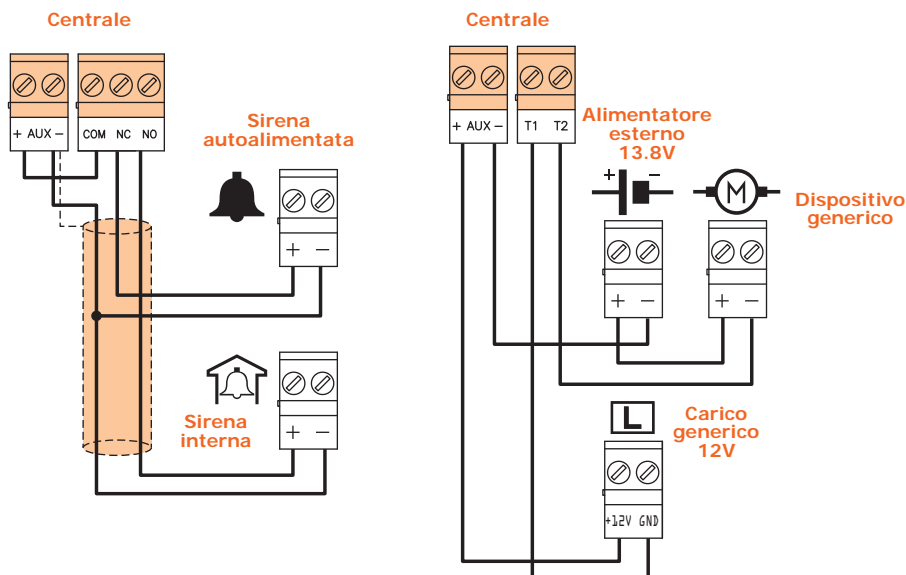 Centrale
+ AUX −
COM NC NO
Sirena
autoalimentata
+ −
Sirena
interna
+ −
Centrale
+ AUX −
T1 T2
Alimentatore
esterno
13.8V
+ −
+ −
M
Dispositivo
generico
+ −
L
Carico
generico
12V
+12V GND